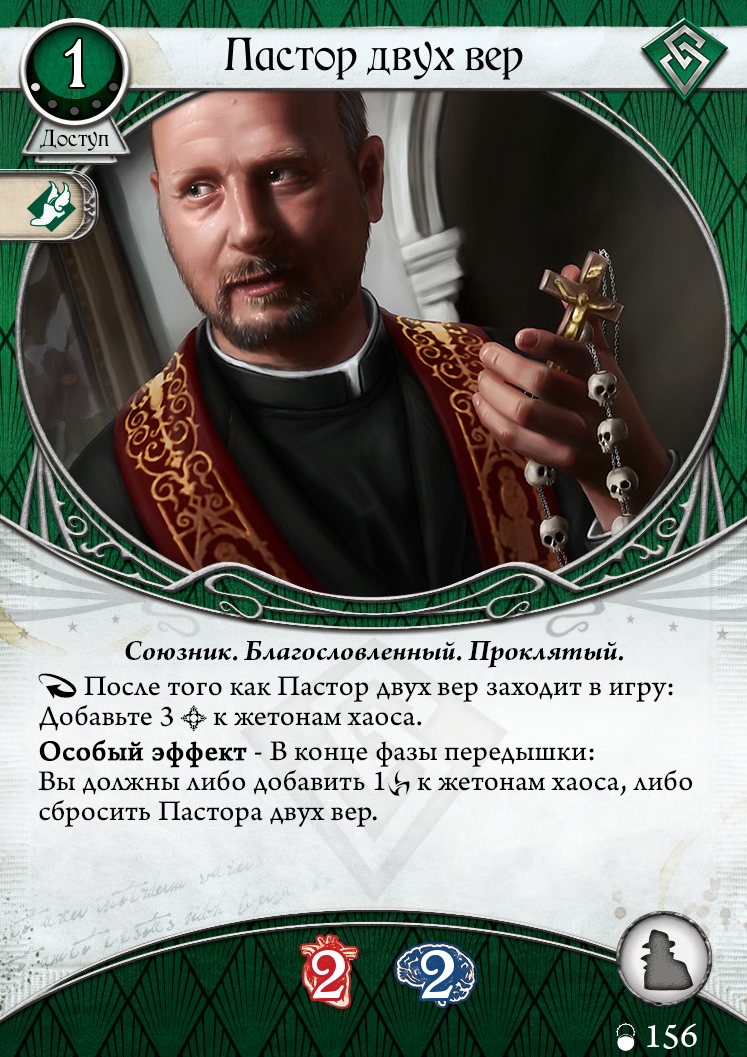 1
Пастор двух вер
Доступ
Союзник. Благословленный. Проклятый.
После того как Пастор двух вер заходит в игру:
Добавьте 3 к жетонам хаоса.
Особый эффект - В конце фазы передышки:
Вы должны либо добавить 1 к жетонам хаоса, либо
сбросить Пастора двух вер.
2 2
156